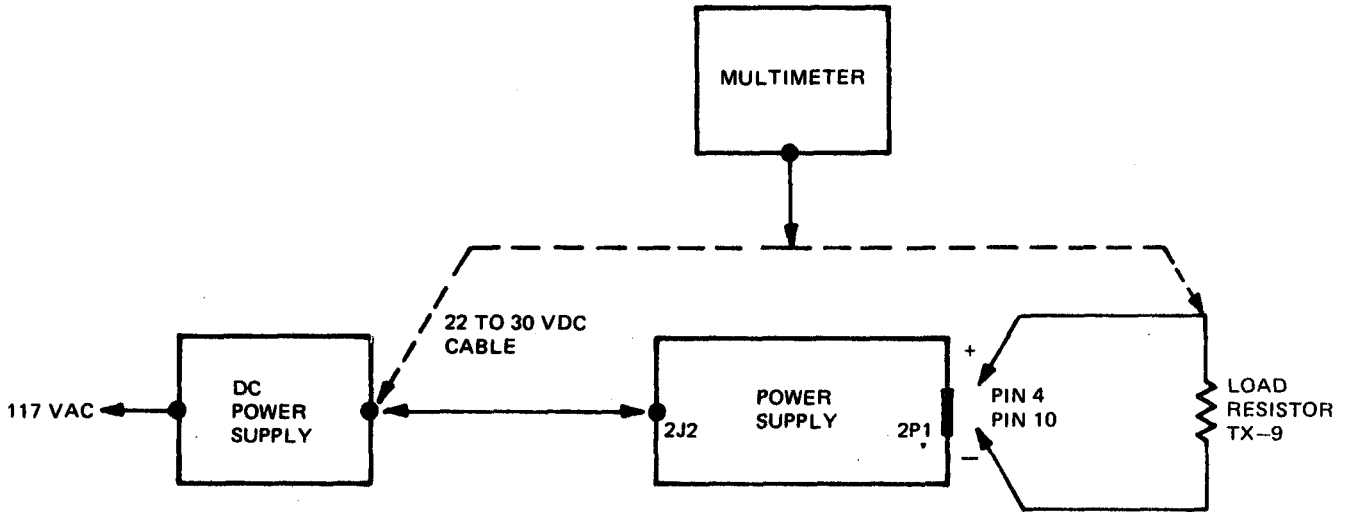 MULTIMETER
22 TO 30 VDC
CABLE
117 VAC
DC
POWER
SUPPLY
2J2
POWER
SUPPLY
2P1
+
PIN 4
PIN 10
–
LOAD
RESISTOR
TX–9